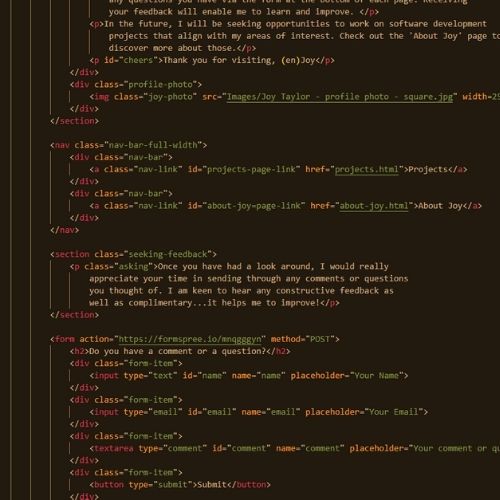 any questions you have via the form at the bottom of each page. Receiving
your feedback will enable me to learn and improve. </p>
<p>In the future, I will be seeking opportunities to work on software development
projects that align with my areas of interest. Check out the 'About Joy' page to
discover more about those.</p>
<p id="cheers">Thank you for visiting, (en)Joy</p>
</div>
<div class="profile-photo">
<img class="joy-photo" src="Images/Joy Taylor - profile photo - square.jpg" width=25
</div>
</section>
<nav class="nav-bar-full-width">
<div class="nav-bar">
<a class="nav-link" id="projects-page-link" href="projects.html">Projects</a>
</div>
<div class="nav-bar">
<a class="nav-link" id="about-joy=page-link" href="about-joy.html">About Joy</a>
</div>
</nav>
<section class="seeking-feedback">
<p class="asking">Once you have had a look around, I would really
appreciate your time in sending through any comments or questions
you thought of. I am keen to hear any constructive feedback as
well as complimentary...it helps me to improve!</p>
</section>
<form action="https://formspree.io/mnqgggyn" method="POST">
<h2>Do you have a comment or a question?</h2>
<div class="form-item">
<input type="text" id="name" name="name" placeholder="Your Name">
</div>
<div class="form-item">
<input type="email" id="email" name="email" placeholder="Your Email">
</div>
<div class="form-item">
<textarea type="comment" id="comment" name="comment" placeholder="Your comment or qu
</div>
<div class="form-item">
<button type="submit">Submit</button>
</div>